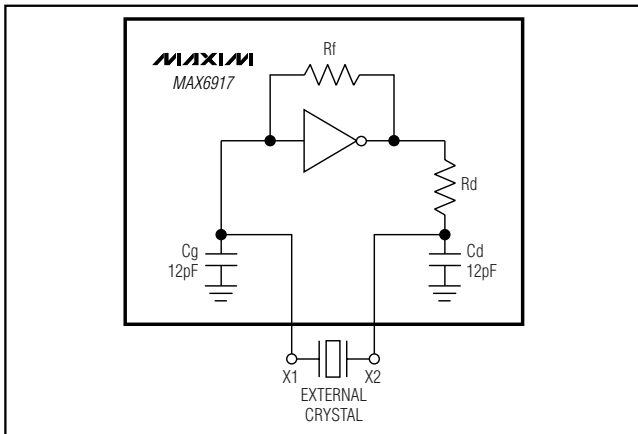 MAXIM
MAX6917
Rf
Rd
Cg
12pF
Cd
12pF
X1
X2
EXTERNAL
CRYSTAL